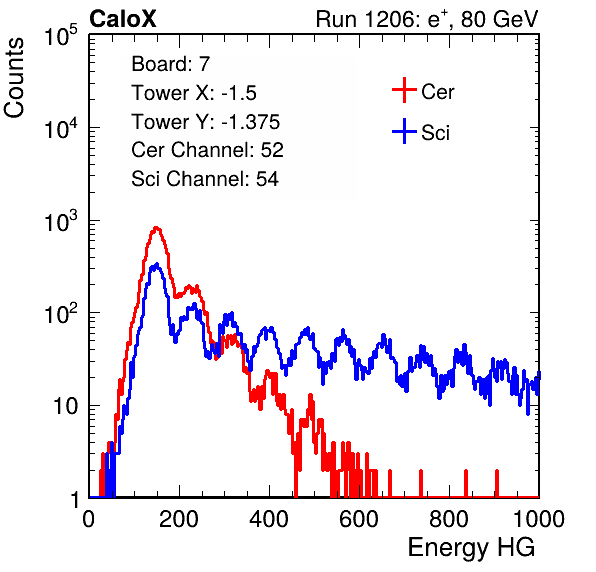 CaloX Run 1206: e⁺, 80 GeV
Counts
Board: 7
Tower X: -1.5
Tower Y: -1.375
Cer Channel: 52
Sci Channel: 54
Cer
Sci
10⁵
10⁴
10³
10²
10
1
0 200 400 600 800 1000
Energy HG